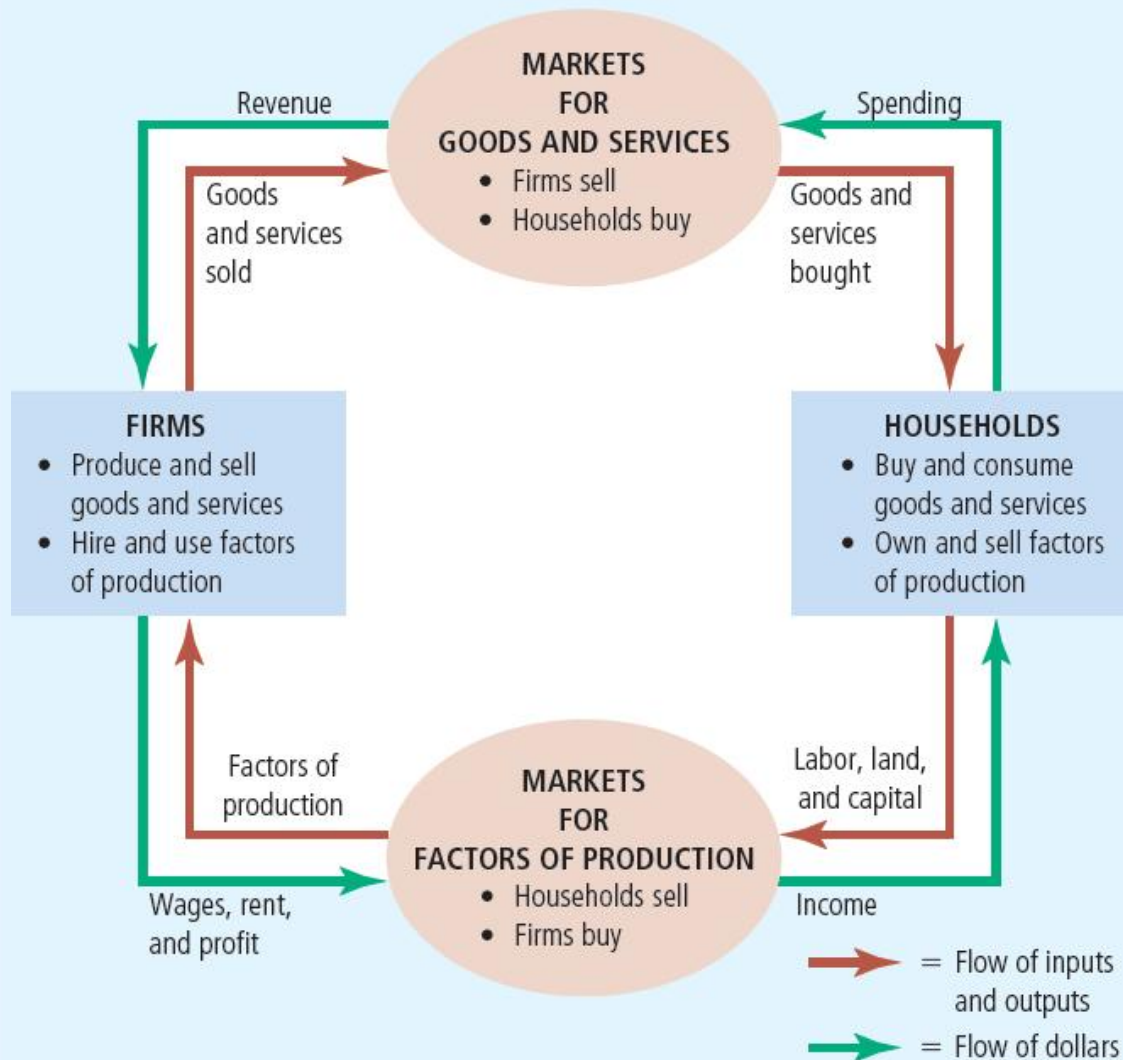 MARKETS
FOR
GOODS AND SERVICES
• Firms sell
• Households buy
Revenue
Spending
Goods
and services
sold
Goods and
services
bought
FIRMS
• Produce and sell
goods and services
• Hire and use factors
of production
HOUSEHOLDS
• Buy and consume
goods and services
• Own and sell factors
of production
Factors of
production
Labor, land,
and capital
MARKETS
FOR
FACTORS OF PRODUCTION
• Households sell
• Firms buy
Wages, rent,
and profit
Income
= Flow of inputs
and outputs
= Flow of dollars